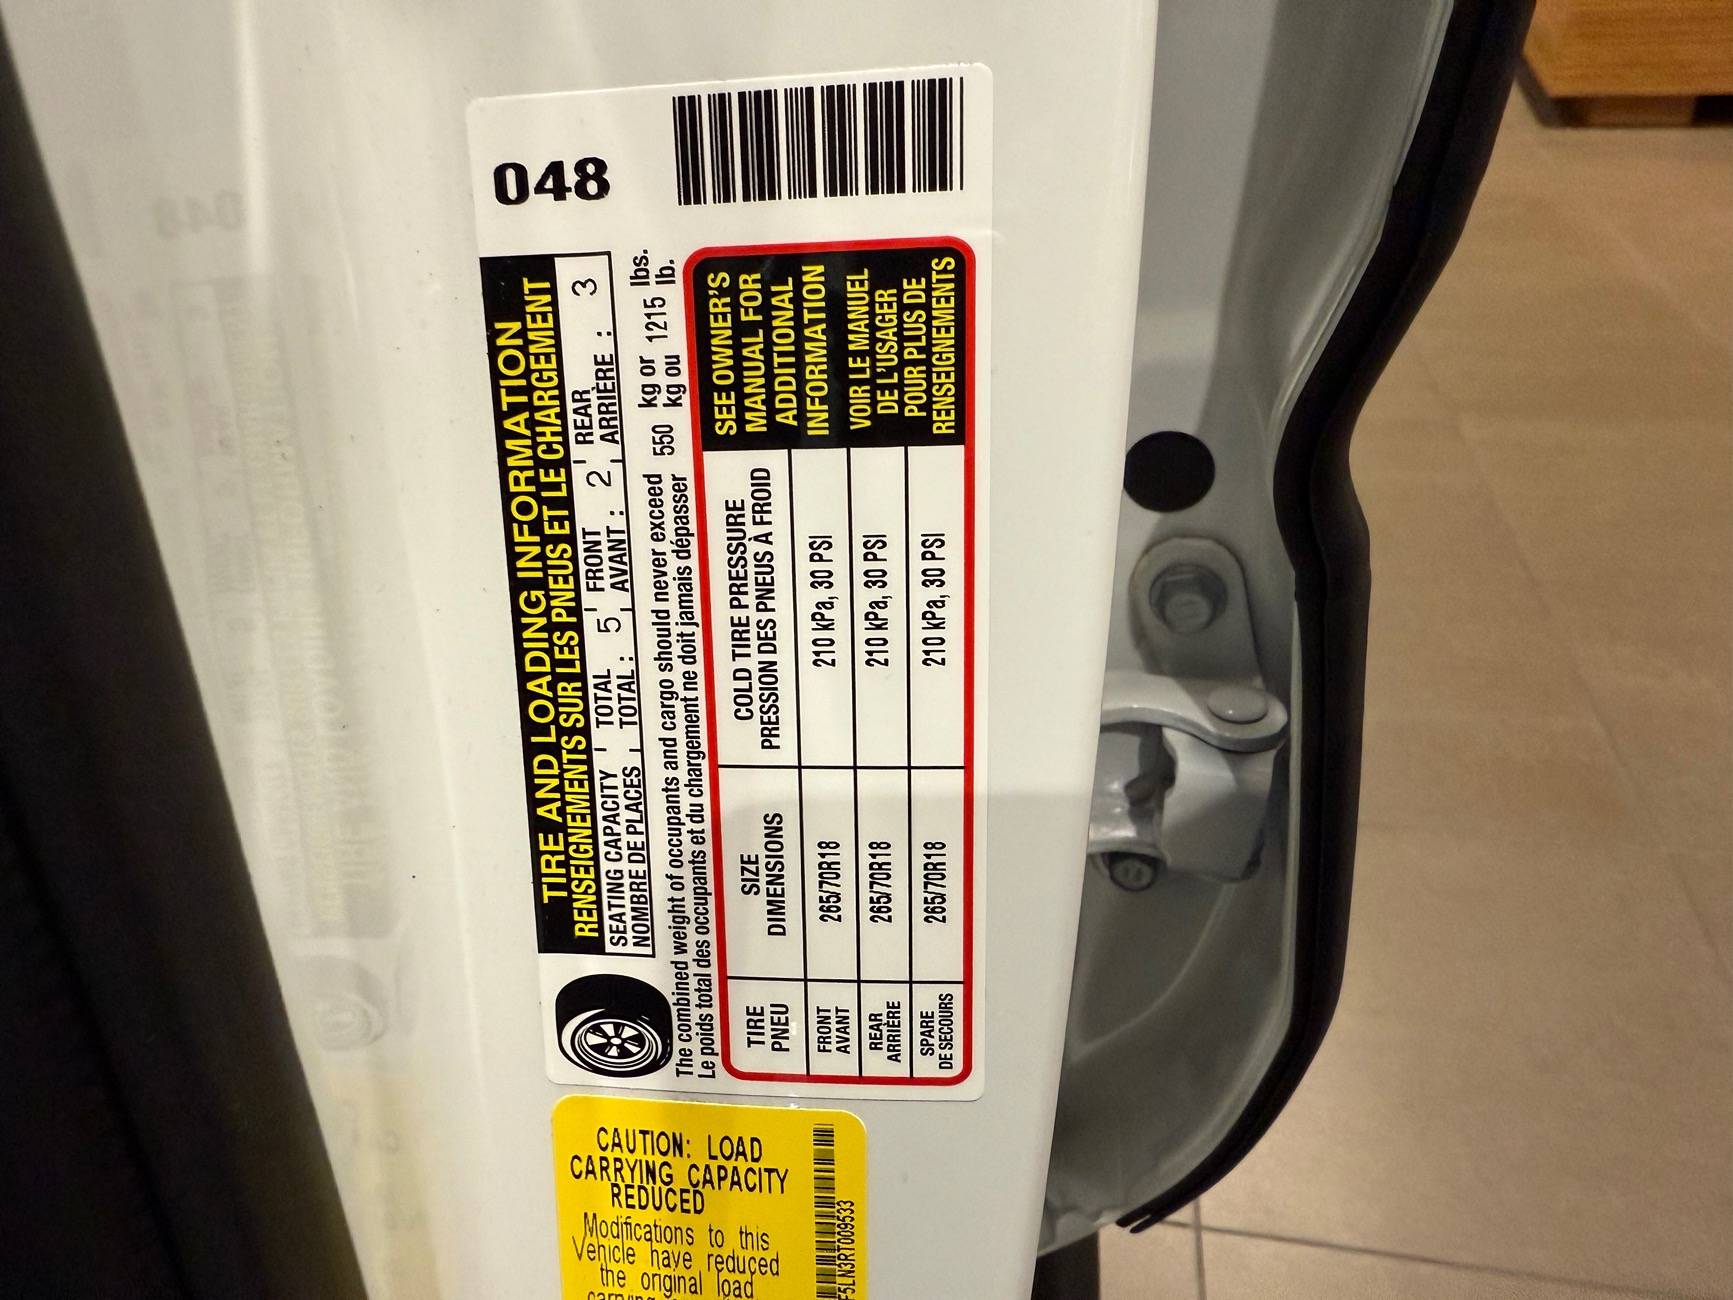 048
TIRE AND LOADING INFORMATION
RENSEIGNEMENTS SUR LES PNEUS ET LE CHARGEMENT
SEATING CAPACITY TOTAL 5 FRONT 2 REAR 3
NOMBRE DE PLACES TOTAL: AVANT: ARRIÈRE:
The combined weight of occupants and cargo should never exceed 550 kg or 1215 lbs.
Le poids total des occupants et du chargement ne doit jamais dépasser kg ou lb.
TIRE SIZE COLD TIRE PRESSURE
PNEU DIMENSIONS PRESSION DES PNEUS À FROID
FRONT 265/70R18 210 kPa, 30 PSI
AVANT
REAR 265/70R18 210 kPa, 30 PSI
ARRIÈRE
SPARE 265/70R18 210 kPa, 30 PSI
DE SECOURS
SEE OWNER'S
MANUAL FOR
ADDITIONAL
INFORMATION
VOIR LE MANUEL
DE L'USAGER
POUR PLUS DE
RENSEIGNEMENTS
CAUTION: LOAD
CARRYING CAPACITY
REDUCED
Modifications to this
Vehicle have reduced
the original load
F5LN3RT009533